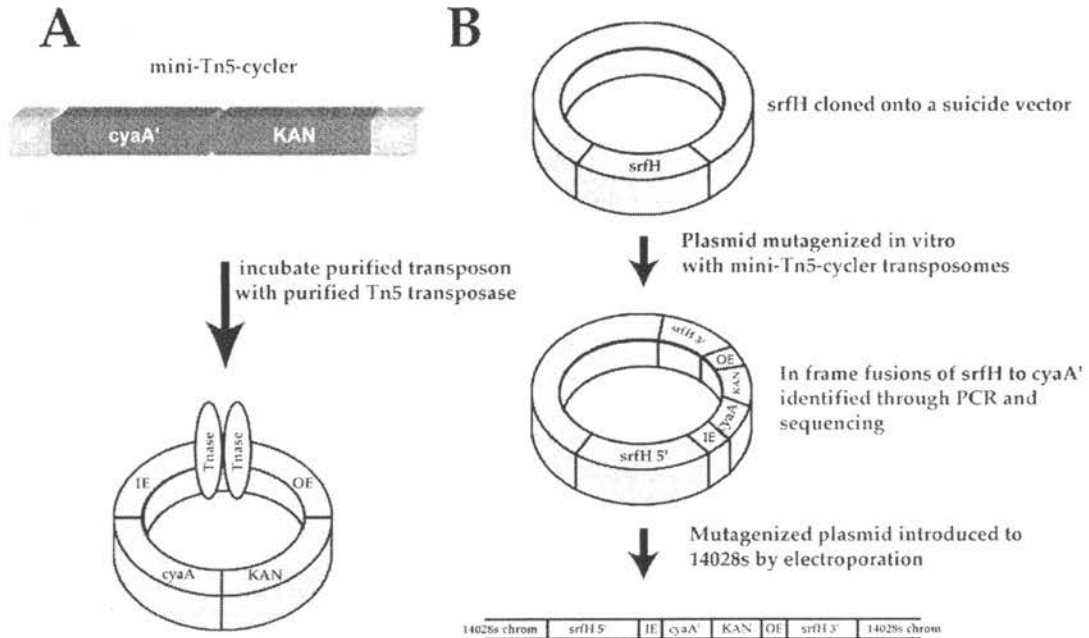 A
mini-Tn5-cycler
cyaA'
KAN
incubate purified transposon
with purified Tn5 transposase
Tnase
Tnase
IE
OE
cyaA
KAN
B
srfH cloned onto a suicide vector
srfH
Plasmid mutagenized in vitro
with mini-Tn5-cycler transposomes
srfH 3'
OE
KAN
cyaA
IE
srfH 5'
In frame fusions of srfH to cyaA'
identified through PCR and
sequencing
Mutagenized plasmid introduced to
14028s by electroporation
14028s chrom srfH 5' IE cyaA' KAN OE srfH 3' 14028s chrom